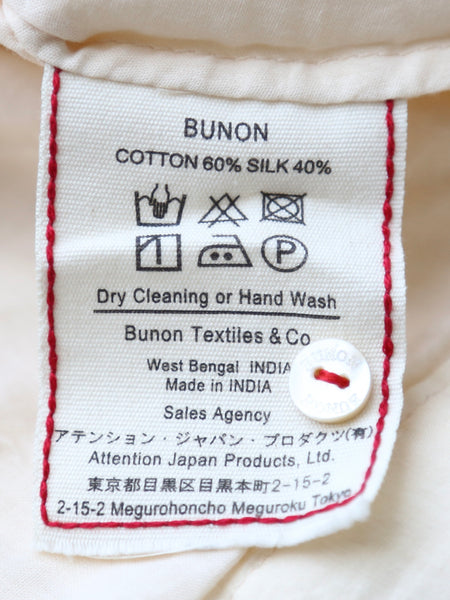 BUNON
COTTON 60% SILK 40%
P
Dry Cleaning or Hand Wash
Bunon Textiles & Co
West Bengal INDIA
Made in INDIA
Sales Agency
アテンション・ジャパン・プロダクツ(有)
Attention Japan Products, Ltd.
東京都目黒区目黒本町2-15-2
2-15-2 Megurohoncho Meguroku Tokyo